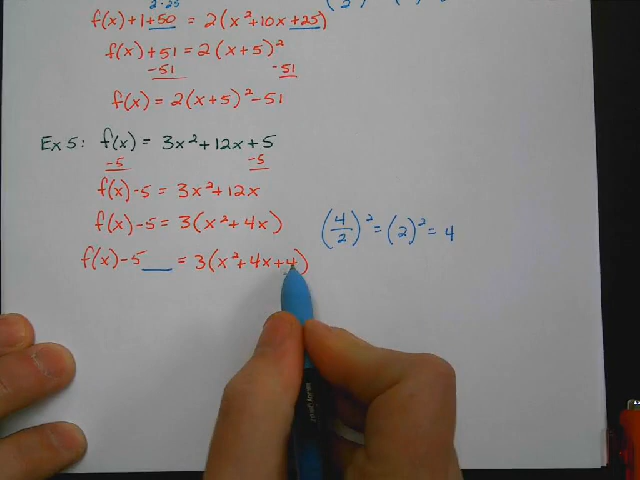 2·25
f(x)+1+50 = 2(x²+10x+25)
f(x)+51 = 2(x+5)²
-51 -51
f(x) = 2(x+5)²-51
Ex 5: f(x) = 3x²+12x+5
-5 -5
f(x)-5 = 3x²+12x
f(x)-5 = 3(x²+4x) (4/2)² = (2)² = 4
f(x)-5__ = 3(x²+4x+4)